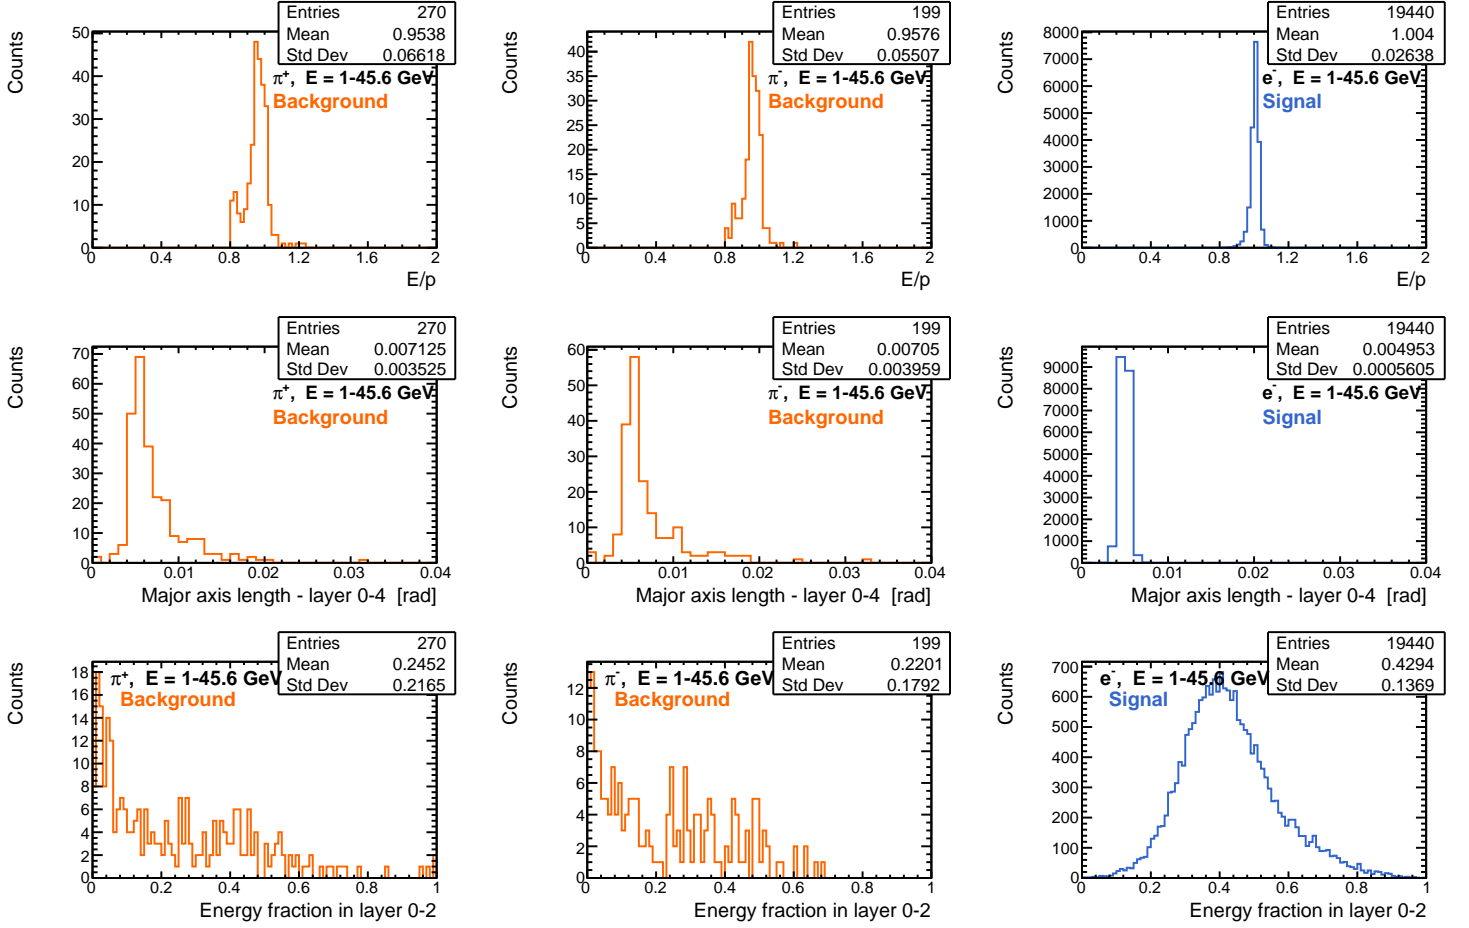 Entries 270
Mean 0.9538
Std Dev 0.06618
Counts
π+, E = 1-45.6 GeV
Background
50
40
30
20
10
0
0 0.4 0.8 1.2 1.6 2
E/p
Entries 199
Mean 0.9576
Std Dev 0.05507
Counts
π-, E = 1-45.6 GeV
Background
40
35
30
25
20
15
10
5
0
0 0.4 0.8 1.2 1.6 2
E/p
Entries 19440
Mean 1.004
Std Dev 0.02638
Counts
e-, E = 1-45.6 GeV
Signal
8000
7000
6000
5000
4000
3000
2000
1000
0
0 0.4 0.8 1.2 1.6 2
E/p
Entries 270
Mean 0.007125
Std Dev 0.003525
Counts
π+, E = 1-45.6 GeV
Background
70
60
50
40
30
20
10
0
0 0.01 0.02 0.03 0.04
Major axis length - layer 0-4 [rad]
Entries 199
Mean 0.00705
Std Dev 0.003959
Counts
π-, E = 1-45.6 GeV
Background
60
50
40
30
20
10
0
0 0.01 0.02 0.03 0.04
Major axis length - layer 0-4 [rad]
Entries 19440
Mean 0.004953
Std Dev 0.0005605
Counts
e-, E = 1-45.6 GeV
Signal
9000
8000
7000
6000
5000
4000
3000
2000
1000
0
0 0.01 0.02 0.03 0.04
Major axis length - layer 0-4 [rad]
Entries 270
Mean 0.2452
Std Dev 0.2165
Counts
π+, E = 1-45.6 GeV
Background
18
16
14
12
10
8
6
4
2
0
0 0.2 0.4 0.6 0.8 1
Energy fraction in layer 0-2
Entries 199
Mean 0.2201
Std Dev 0.1792
Counts
π-, E = 1-45.6 GeV
Background
12
10
8
6
4
2
0
0 0.2 0.4 0.6 0.8 1
Energy fraction in layer 0-2
Entries 19440
Mean 0.4294
Std Dev 0.1369
Counts
e-, E = 1-45.6 GeV
Signal
700
600
500
400
300
200
100
0
0 0.2 0.4 0.6 0.8 1
Energy fraction in layer 0-2